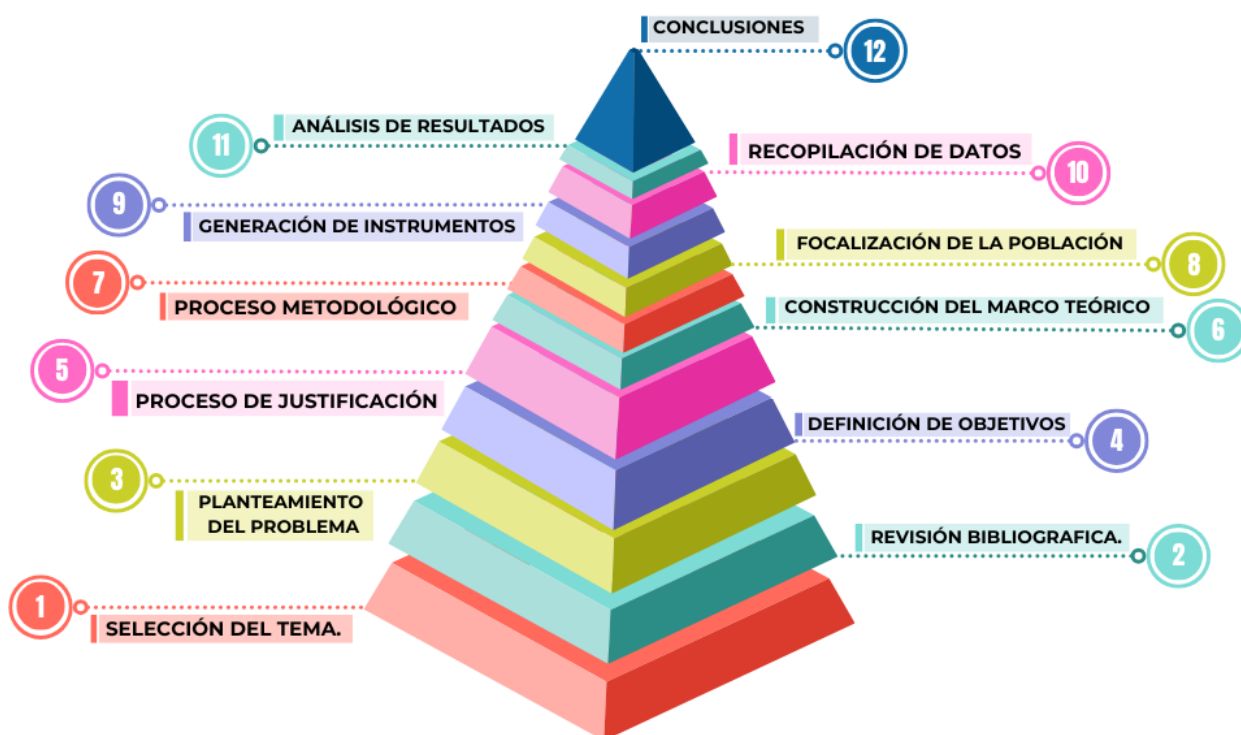 CONCLUSIONES
12
ANÁLISIS DE RESULTADOS
11
RECOPILACIÓN DE DATOS
10
9
GENERACIÓN DE INSTRUMENTOS
FOCALIZACIÓN DE LA POBLACIÓN
8
7
PROCESO METODOLÓGICO
CONSTRUCCIÓN DEL MARCO TEÓRICO
6
5
PROCESO DE JUSTIFICACIÓN
DEFINICIÓN DE OBJETIVOS
4
3
PLANTEAMIENTO
DEL PROBLEMA
REVISIÓN BIBLIOGRAFICA.
2
1
SELECCIÓN DEL TEMA.